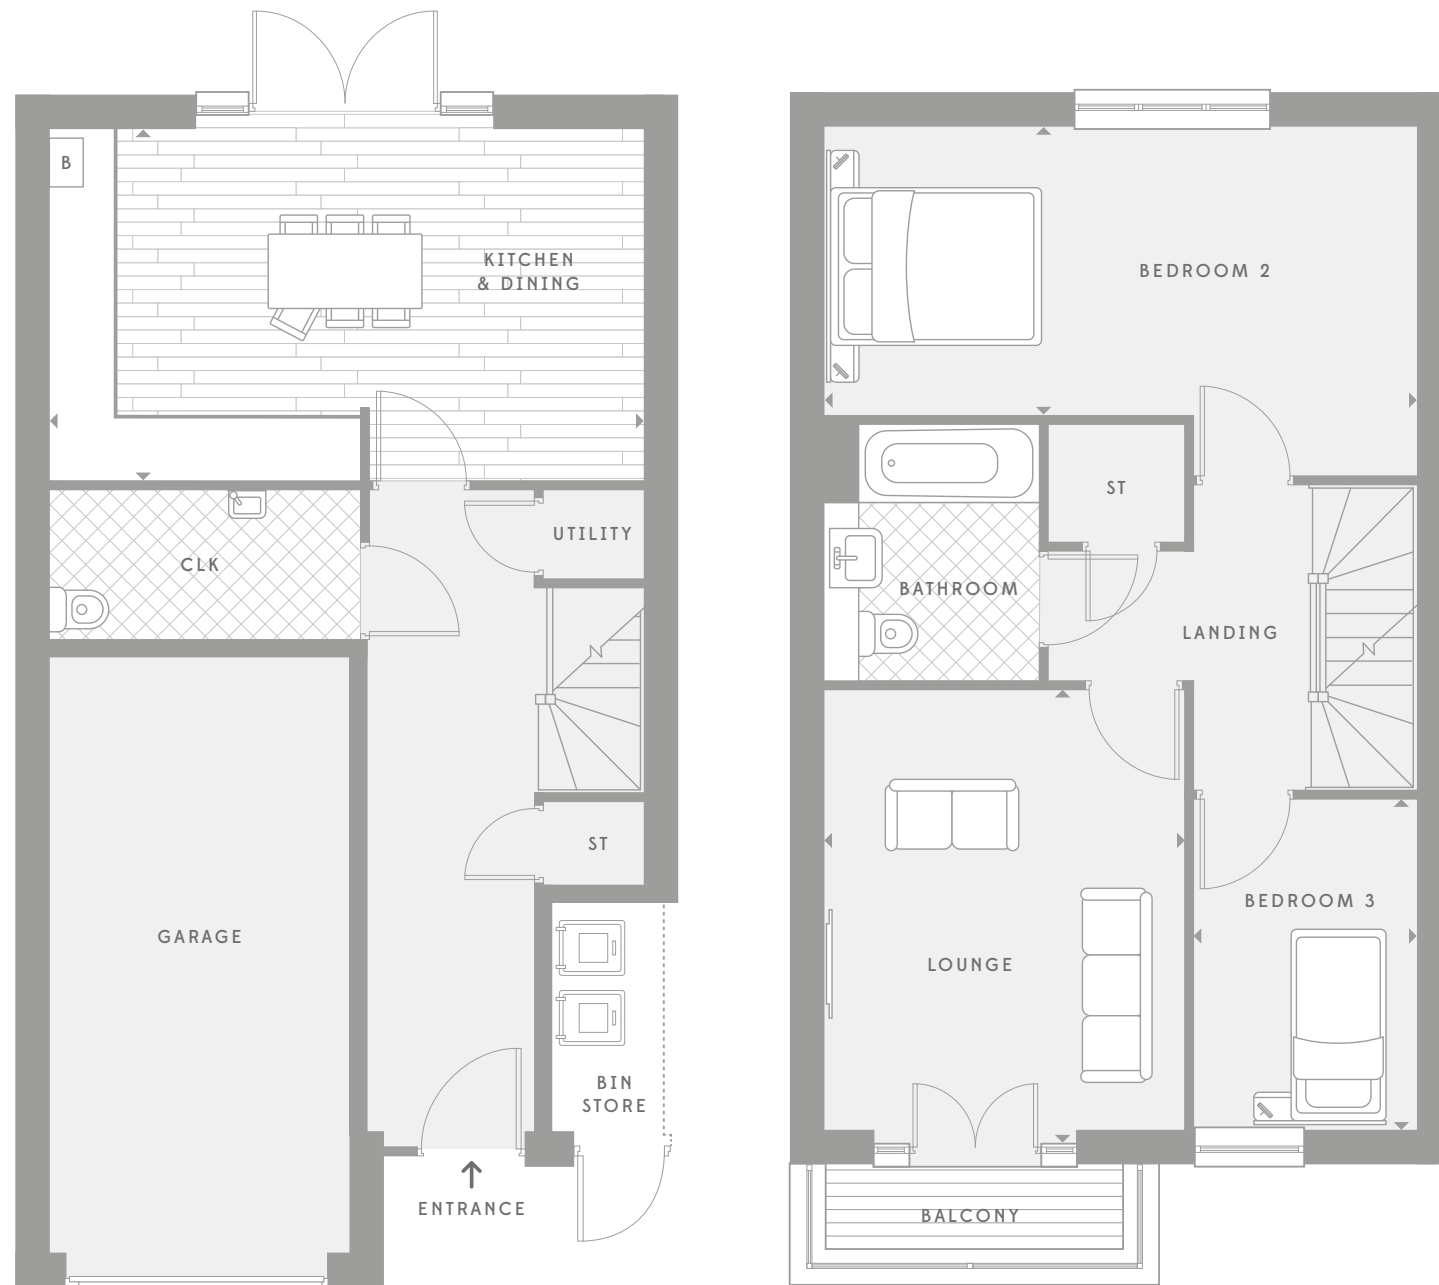 B
KITCHEN
& DINING
UTILITY
CLK
ST
GARAGE
BIN
STORE
ENTRANCE
BEDROOM 2
ST
BATHROOM
LANDING
BEDROOM 3
LOUNGE
BALCONY